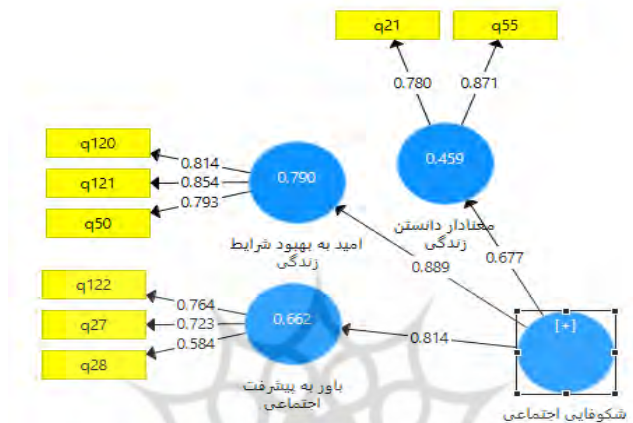 q21
q55
0.780
0.871
q120
q121
q50
0.814
0.854
0.793
0.790
0.459
امید به بهبود شرایط
زندگی
معنادار دانستن
زندگی
0.889
0.677
q122
q27
q28
0.764
0.723
0.584
0.662
0.814
[+]
باور به پیشرفت
اجتماعی
شکوفایی اجتماعی